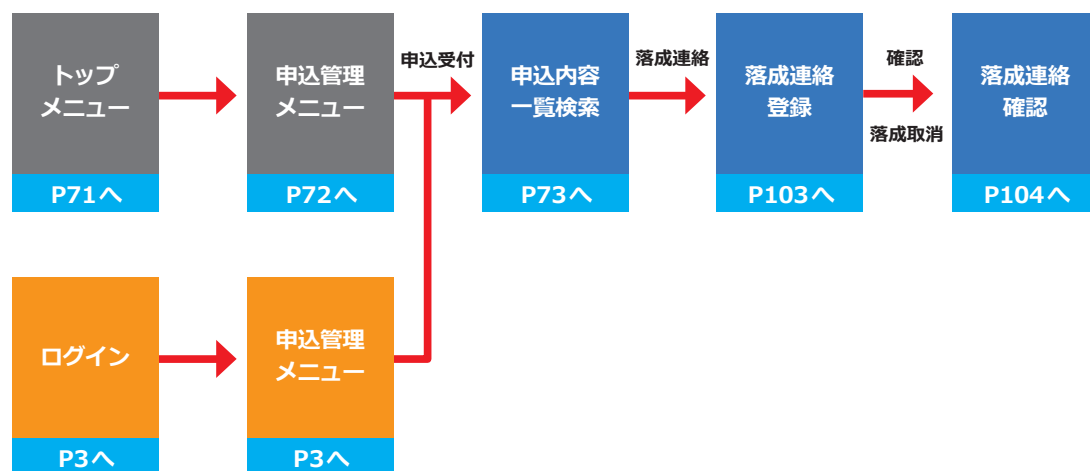 トップ
メニュー
P71へ
申込管理
メニュー
P72へ
申込受付
申込内容
一覧検索
P73へ
落成連絡
落成連絡
登録
P103へ
確認
落成取消
落成連絡
確認
P104へ
ログイン
P3へ
申込管理
メニュー
P3へ